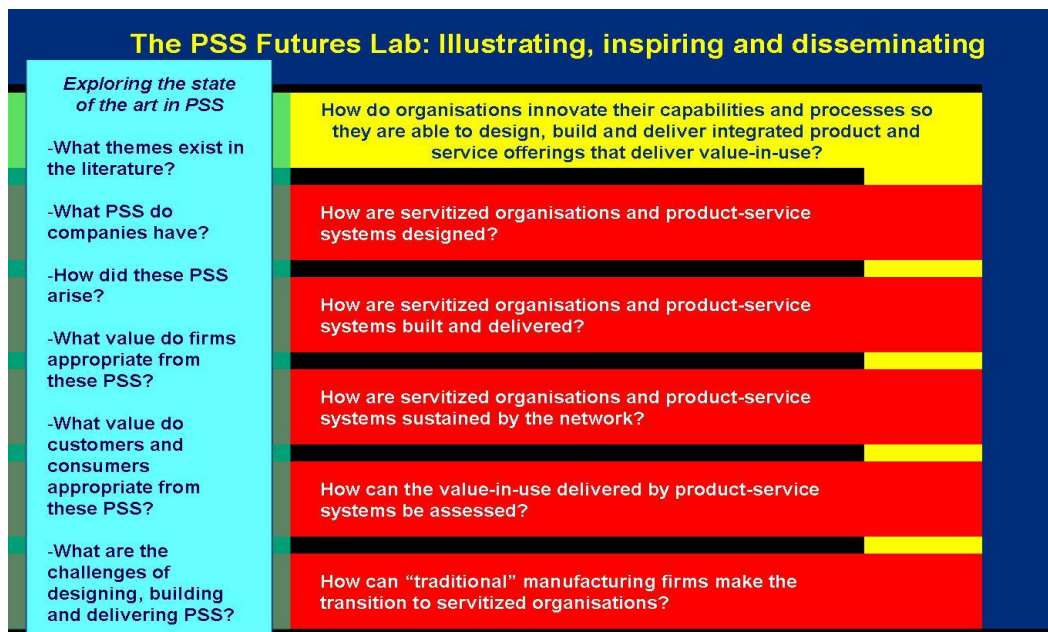 The PSS Futures Lab: Illustrating, inspiring and disseminating
Exploring the state
of the art in PSS
-What themes exist in
the literature?
-What PSS do
companies have?
-How did these PSS
arise?
-What value do firms
appropriate from
these PSS?
-What value do
customers and
consumers
appropriate from
these PSS?
-What are the
challenges of
designing, building
and delivering PSS?
How do organisations innovate their capabilities and processes so
they are able to design, build and deliver integrated product and
service offerings that deliver value-in-use?
How are servitized organisations and product-service
systems designed?
How are servitized organisations and product-service
systems built and delivered?
How are servitized organisations and product-service
systems sustained by the network?
How can the value-in-use delivered by product-service
systems be assessed?
How can “traditional” manufacturing firms make the
transition to servitized organisations?